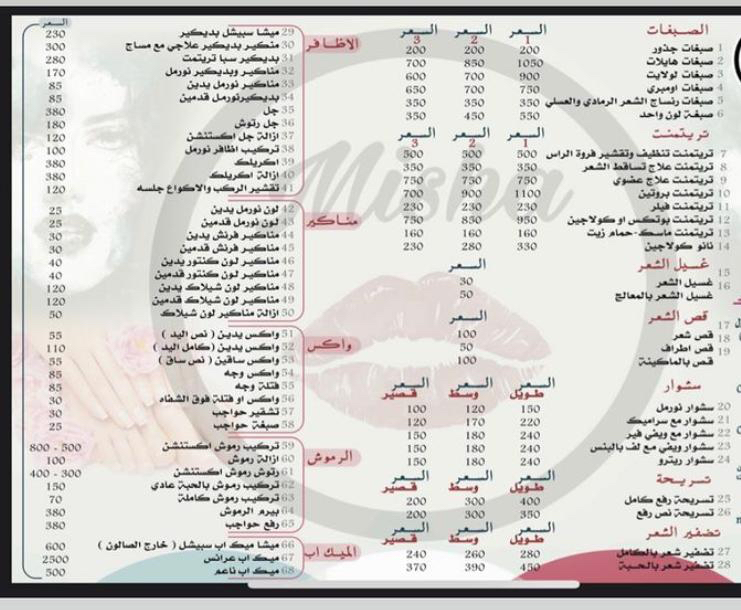 الصبغات السعر 1 السعر 2 السعر 3
1 صبغات جذور 200 200 200
2 صبغات هايلات 1050 850 700
3 صبغات لولايت 900 700 600
4 صبغات اومبري 750 700 650
5 صبغات رنساج الشعر الرمادي والعسلي 350 350 350
6 صبغة لون واحد 550 450 350
تريتمنت السعر 1 السعر 2 السعر 3
7 تريتمنت تنظيف وتقشير فروة الراس 500 500 500
8 تريتمنت علاج تساقط الشعر 350 350 350
9 تريتمنت علاج عضوي 750 730 750
10 تريتمنت بروتين 1100 900 700
11 تريتمنت فيلر 230 230 230
12 تريتمنت بوتكس او كولاجين 950 850 750
13 تريتمنت ماسك-حمام زيت 160 160 160
14 نانو كولاجين 330 280 230
غسيل الشعر السعر
15 غسيل الشعر 30
16 غسيل الشعر بالمعالج 50
قص الشعر السعر
17 قص شعر 100
18 قص اطراف 50
19 قص بالماكينة 100
سشوار السعر طويل السعر وسط السعر قصير
20 سشوار نورمل 150 120 100
21 سشوار مع سراميك 220 170 120
22 سشوار مع ويفي فير 240 180 150
23 سشوار ويفي مع لف بالبنس 240 180 150
24 سشوار ريترو 240 180 150
تسريحة السعر طويل السعر وسط السعر قصير
25 تسريحة رفع كامل 400 300 200
26 تسريحة نص رفع 350 300 200
تضفير الشعر السعر طويل السعر وسط السعر قصير
27 تضفير شعر بالكامل 280 260 240
28 تضفير شعر بالحبة 450 390 370
الاظافر السعر
29 ميشا سبيشل بديكير 230
30 منكير بديكير علاجي مع مساج 300
31 بديكير سبا تريتمت 280
32 مناكير وبديكير نورمل 170
33 مناكير نورمل يدين 85
34 بديكيرنورمل قدمين 85
35 جل 380
36 جل رتوش 180
37 ازالة جل اكستنشن 120
38 تركيب اظافر نورمل 100
39 اكريلك 380
40 ازالة اكريلك 380
41 تقشير الركب والاكواع جلسه 120
مناكير
42 لون نورمل يدين 25
43 لون نورمل قدمين 25
44 مناكير فرنش يدين 30
45 مناكير فرنش قدمين 30
46 مناكير لون كنتور يدين 40
47 مناكير لون كنتور قدمين 40
48 مناكير لون شيلاك يدين 120
49 مناكير لون شيلاك قدمين 120
50 ازالة مناكير لون شيلاك 50
واكس
51 واكس يدين ( نص اليد ) 55
52 واكس يدين (كامل اليد ) 110
53 واكس ساقين ( نص ساق ) 55
54 واكس وجه 85
55 فتلة وجه 85
56 واكس او فتلة فوق الشفاه 30
57 تشقير حواجب 30
58 صبغة حواجب 25
الرموش
59 تركيب رموش اكستنشن 500 - 800
60 ازالة رموش 100
61 رتوش رموش اكستنشن 300 - 400
62 تركيب رموش بالحبة عادي 150
63 تركيب رموش كاملة 70
64 بيرم الرموش 380
65 رفع حواجب 380
الميك اب
66 ميشا ميك اب سبيشل ( خارج الصالون ) 600
67 ميك اب عرائس 2500
68 ميك اب ناعم 500
Misha